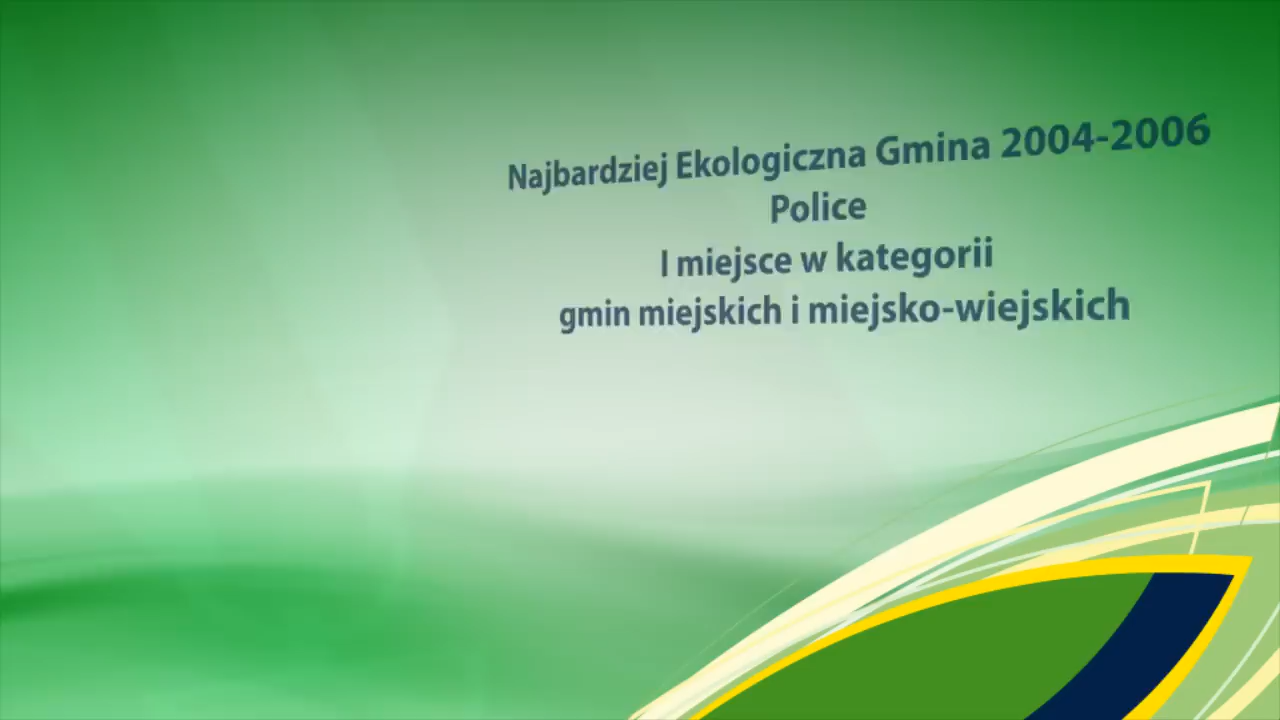 Najbardziej Ekologiczna Gmina 2004-2006
Police
I miejsce w kategorii
gmin miejskich i miejsko-wiejskich